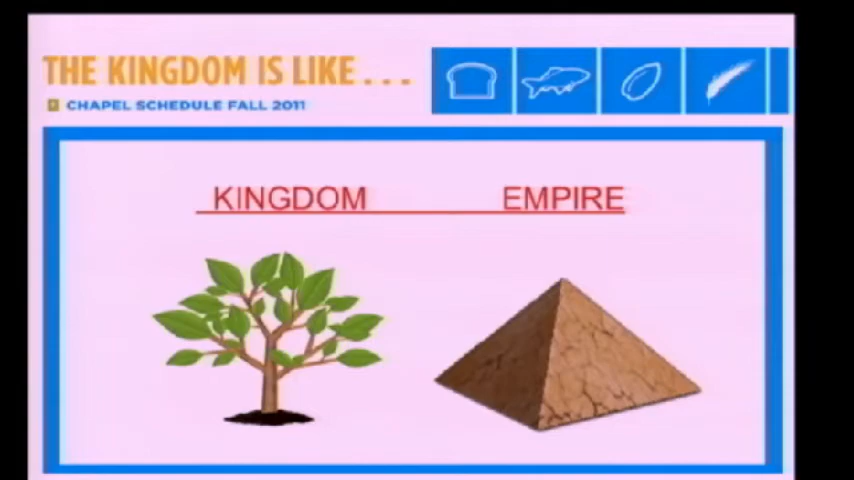 THE KINGDOM IS LIKE . . .
CHAPEL SCHEDULE FALL 2011
KINGDOM EMPIRE